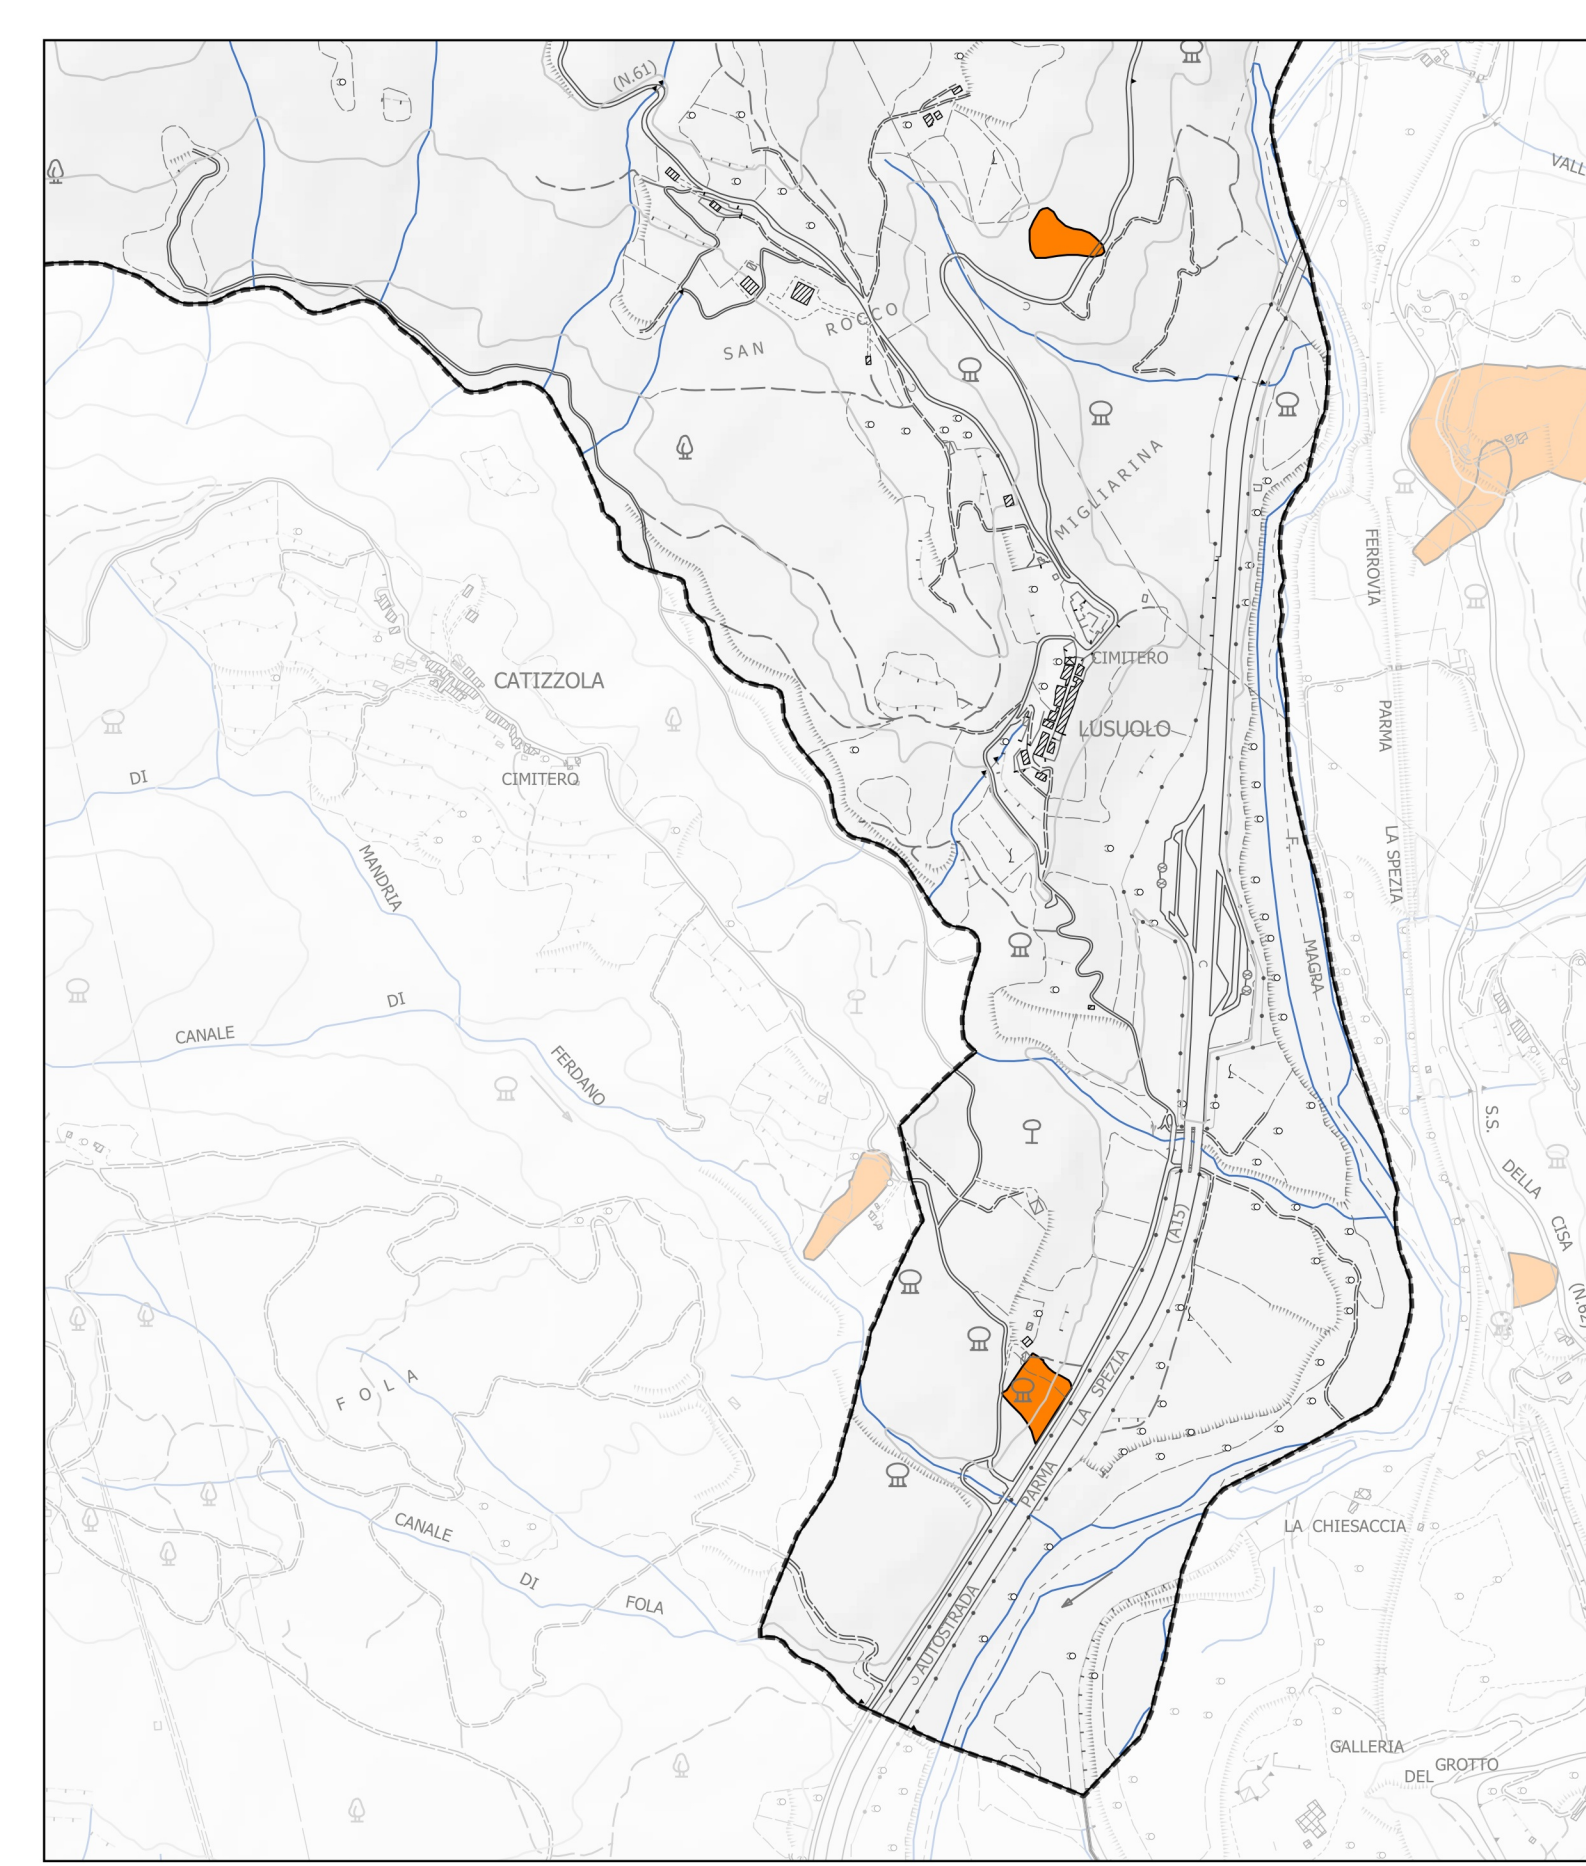 (N.61)
VALL
SAN ROCCO
MIGLIARINA
FERROVIA
PARMA
LA SPEZIA
CIMITERO
LUSUOLO
CATIZZOLA
CIMITERO
DI
MANDRIA
F.
MAGRA
C
CANALE
DI
FERDANO
S.S.
DELLA
CISA
(N.62)
(A15)
FOLA
LA SPEZIA
PARMA
AUTOSTRADA
CANALE
DI
FOLA
LA CHIESACCIA
GALLERIA
DEL GROTTO